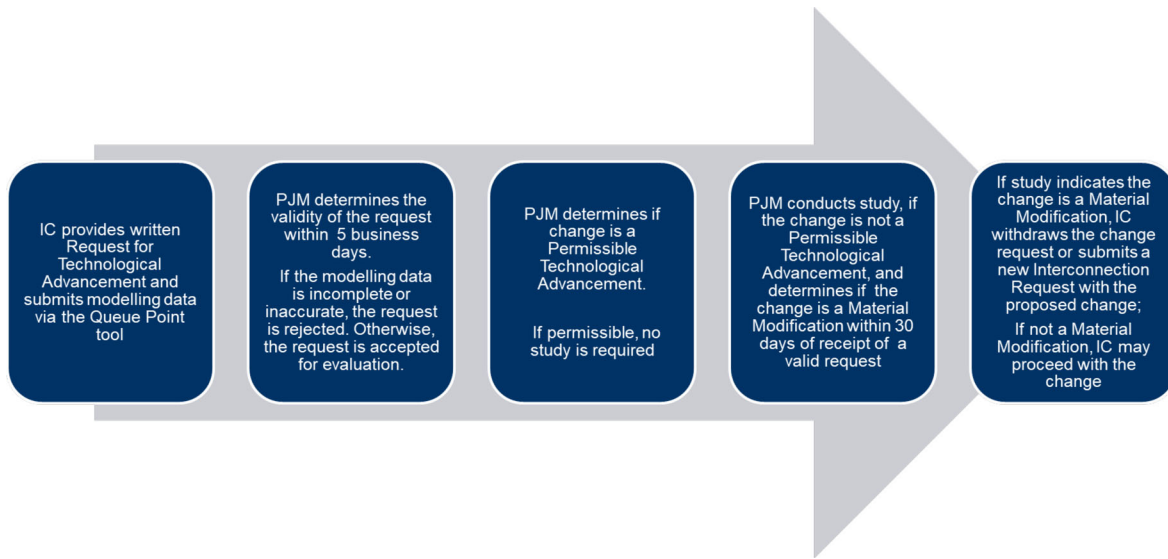 IC provides written
Request for
Technological
Advancement and
submits modelling data
via the Queue Point
tool
PJM determines the
validity of the request
within 5 business
days.
If the modelling data
is incomplete or
inaccurate, the request
is rejected. Otherwise,
the request is accepted
for evaluation.
PJM determines if
change is a
Permissible
Technological
Advancement.
If permissible, no
study is required
PJM conducts study, if
the change is not a
Permissible
Technological
Advancement, and
determines if the
change is a Material
Modification within 30
days of receipt of a
valid request
If study indicates the
change is a Material
Modification, IC
withdraws the change
request or submits a
new Interconnection
Request with the
proposed change;
If not a Material
Modification, IC may
proceed with the
change